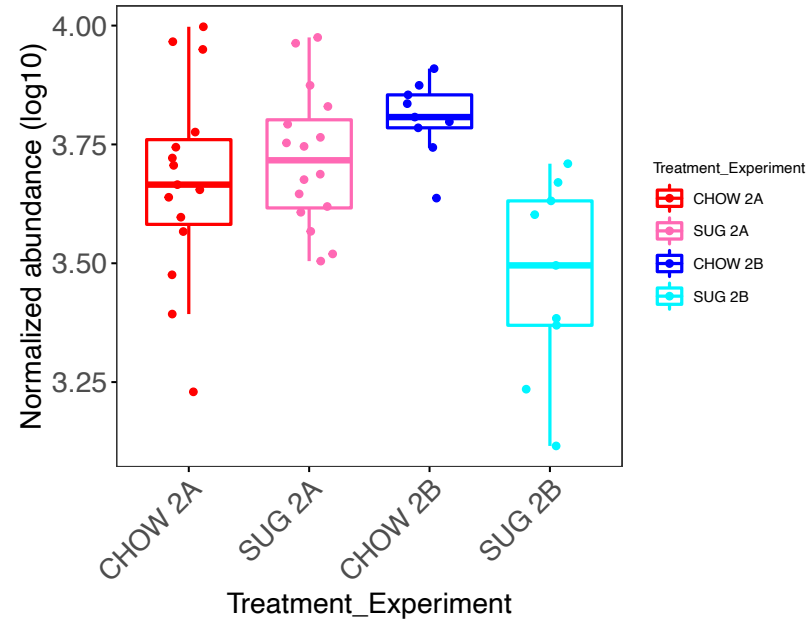 Normalized abundance (log10)
4.00
3.75
3.50
3.25
CHOW 2A
SUG 2A
CHOW 2B
SUG 2B
Treatment_Experiment
Treatment_Experiment
CHOW 2A
SUG 2A
CHOW 2B
SUG 2B